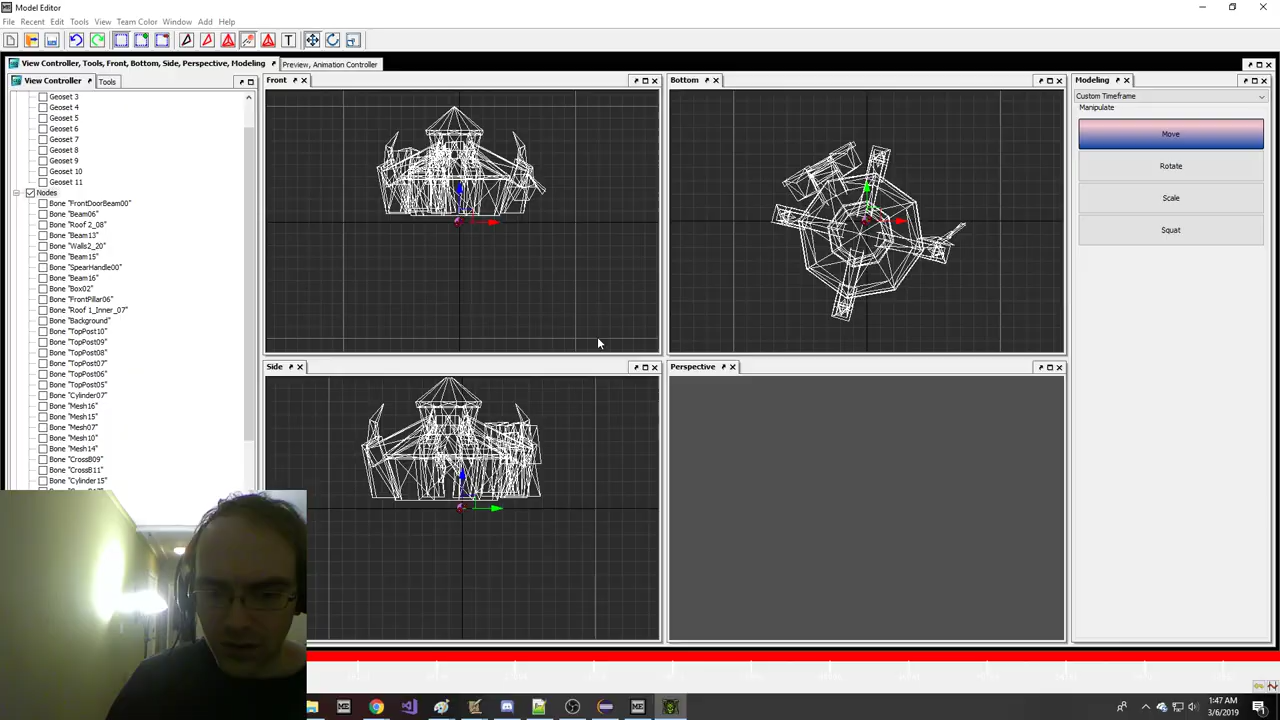 Model Editor
File Recent Edit Tools View Team Color Window Add Help
View Controller, Tools, Front, Bottom, Side, Perspective, Modeling
Preview, Animation Controller
View Controller
Tools
Geoset 3
Geoset 4
Geoset 5
Geoset 6
Geoset 7
Geoset 8
Geoset 9
Geoset 10
Geoset 11
Nodes
Bone "FrontDoorBeam00"
Bone "Beam06"
Bone "Roof 2_08"
Bone "Beam13"
Bone "Walls2_20"
Bone "Beam15"
Bone "SpearHandle00"
Bone "Beam16"
Bone "Box02"
Bone "FrontPillar06"
Bone "Roof 1_Inner_07"
Bone "Background"
Bone "TopPost10"
Bone "TopPost09"
Bone "TopPost08"
Bone "TopPost07"
Bone "TopPost06"
Bone "TopPost05"
Bone "Cylinder07"
Bone "Mesh16"
Bone "Mesh15"
Bone "Mesh07"
Bone "Mesh10"
Bone "Mesh14"
Bone "CrossB09"
Bone "CrossB11"
Bone "Cylinder15"
Front
Bottom
Side
Perspective
Modeling
Custom Timeframe
Manipulate
Move
Rotate
Scale
Squat
1:47 AM
3/6/2019